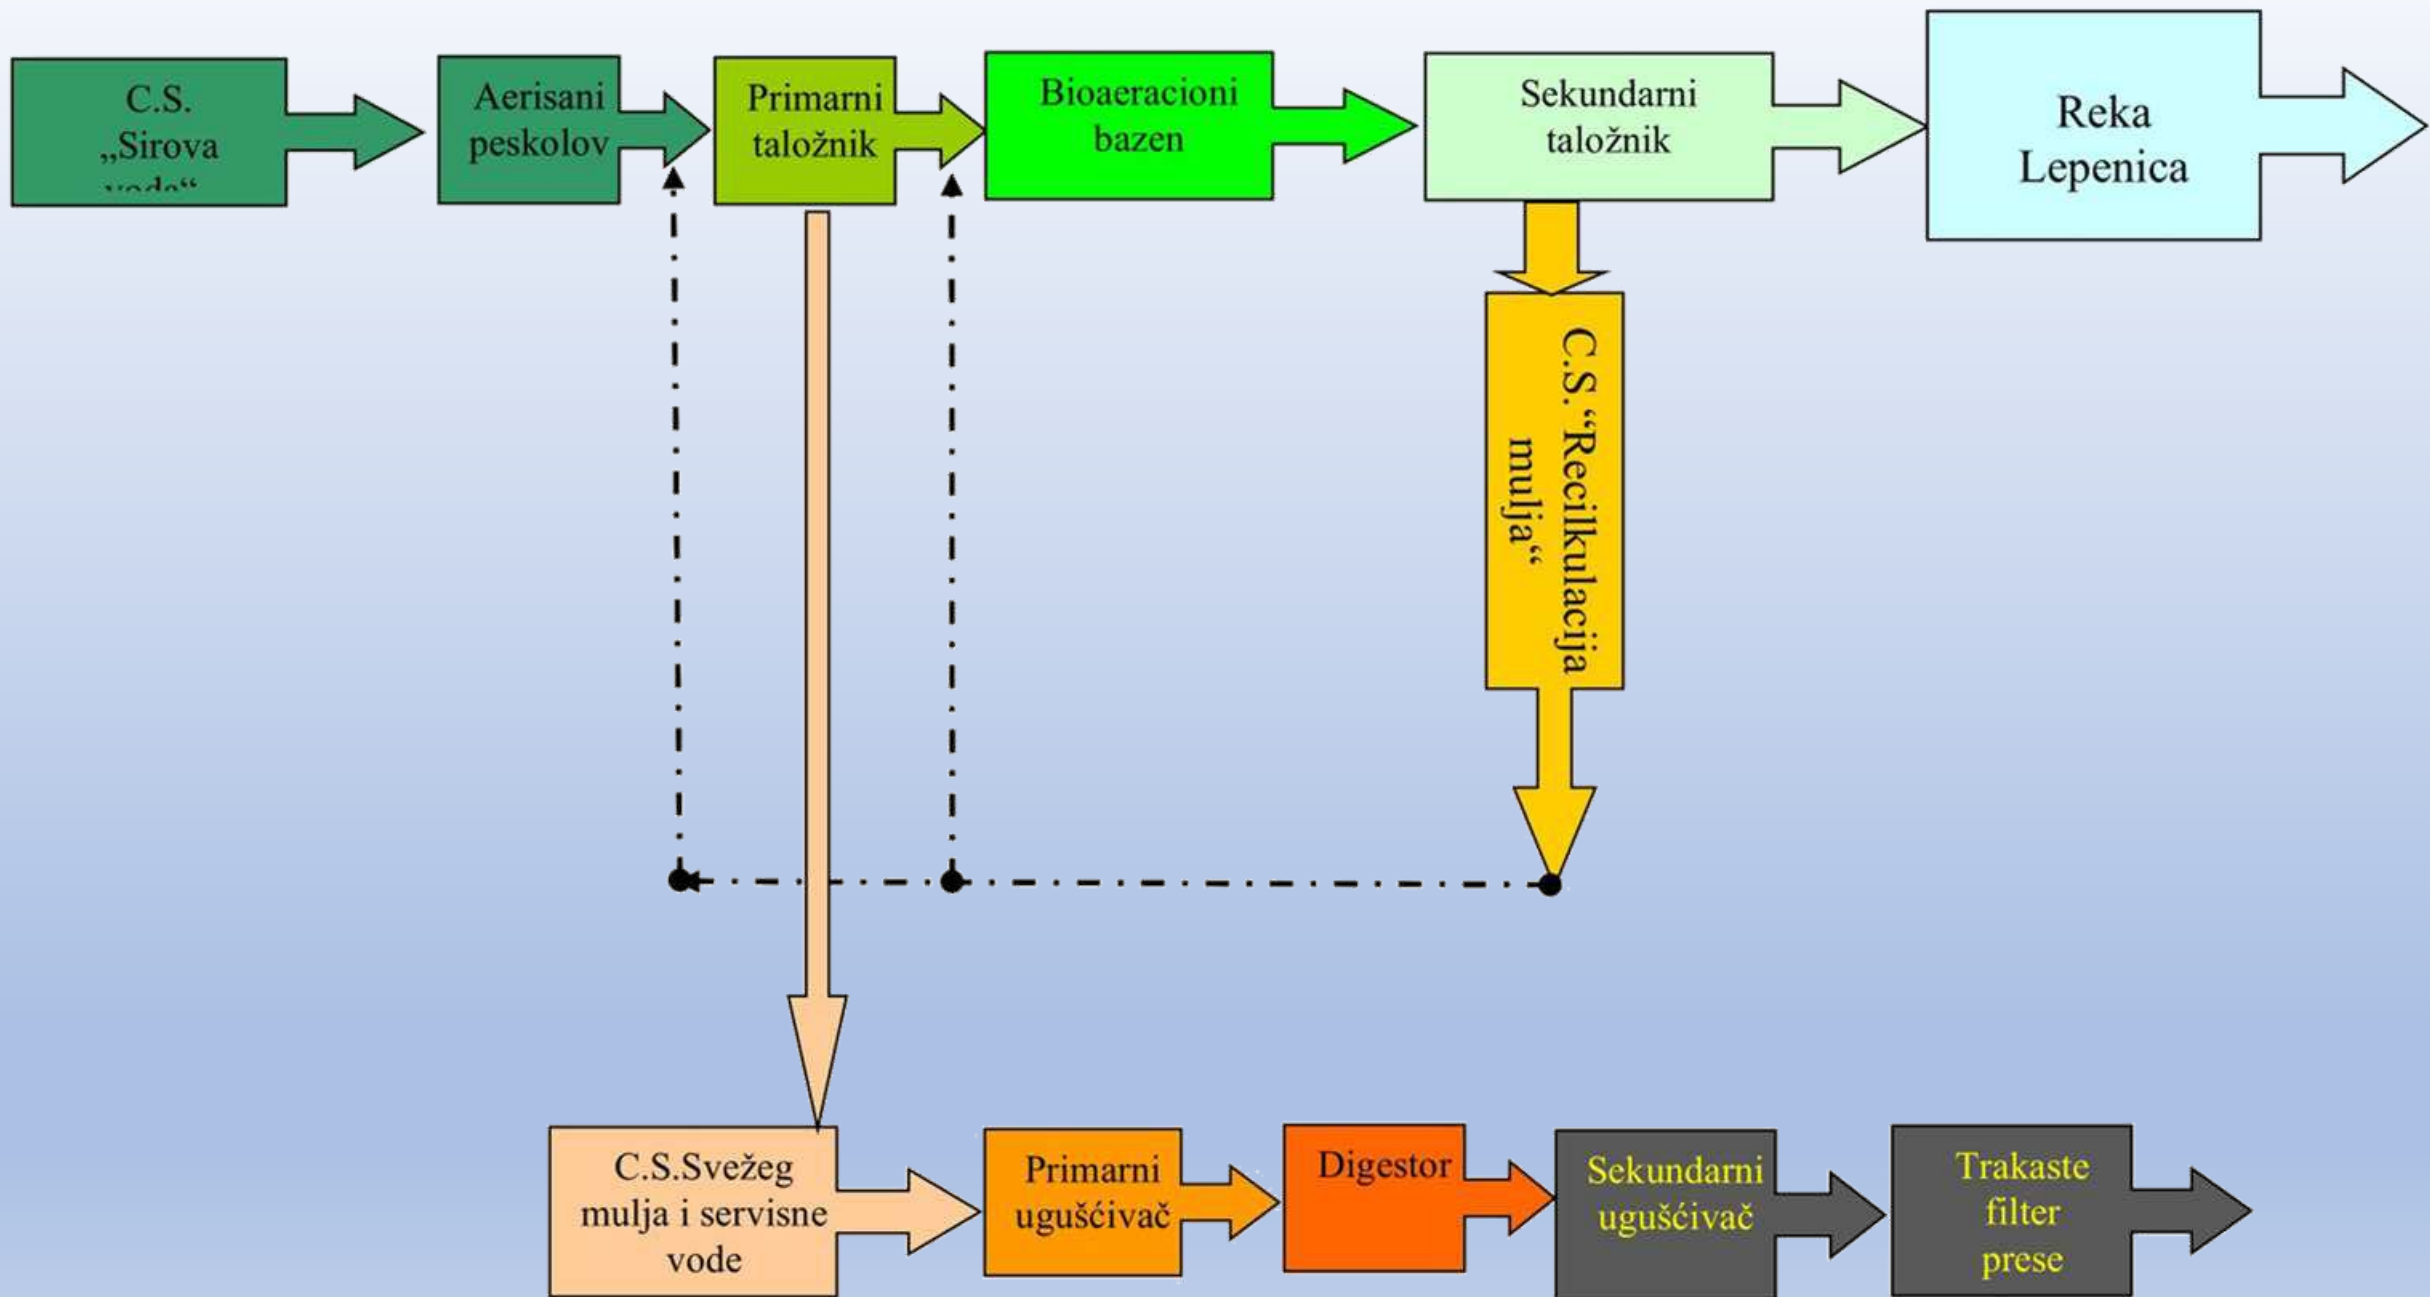 C.S.
„Sirova
voda“
Aerisani
peskolov
Primarni
taložnik
Bioaeracioni
bazen
Sekundarni
taložnik
Reka
Lepenica
C.S.“Recilkulacija
mulja“
C.S.Svežeg
mulja i servisne
vode
Primarni
ugušćivač
Digestor
Sekundarni
ugušćivač
Trakaste
filter
prese